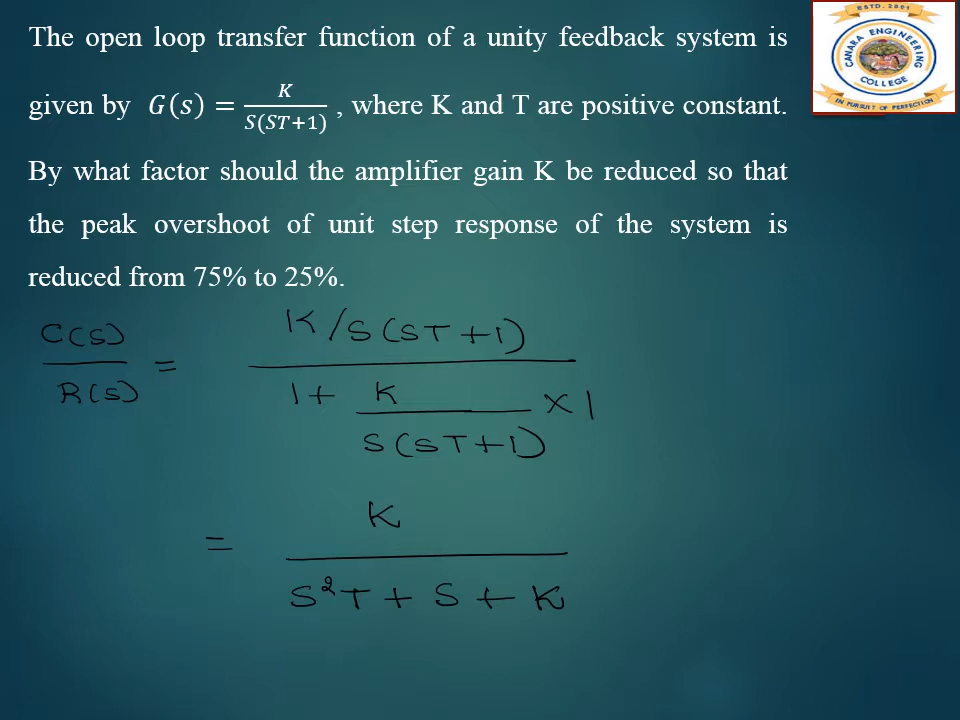 The open loop transfer function of a unity feedback system is
given by G(s) = K / S(ST+1) , where K and T are positive constant.
By what factor should the amplifier gain K be reduced so that
the peak overshoot of unit step response of the system is
reduced from 75% to 25%.
C(S) / R(S) = K/S(ST+1) / 1+ K / S(ST+1) × 1
= K / S²T + S + K
ESTD. 2001
CANARA ENGINEERING
COLLEGE
IN PURSUIT OF PERFECTION